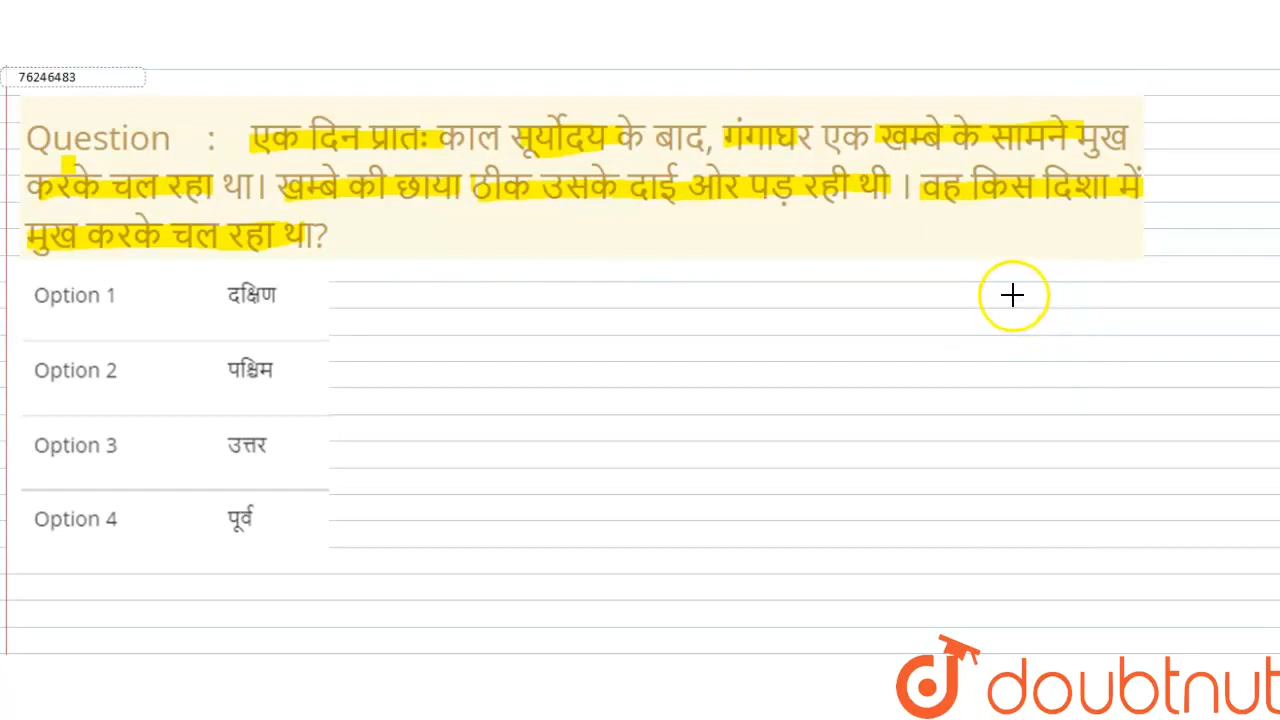 76246483
Question : एक दिन प्रातः काल सूर्योदय के बाद, गंगाधर एक खम्बे के सामने मुख
करके चल रहा था। खम्बे की छाया ठीक उसके दाई ओर पड़ रही थी । वह किस दिशा में
मुख करके चल रहा था?
Option 1 दक्षिण
Option 2 पश्चिम
Option 3 उत्तर
Option 4 पूर्व
doubtnut